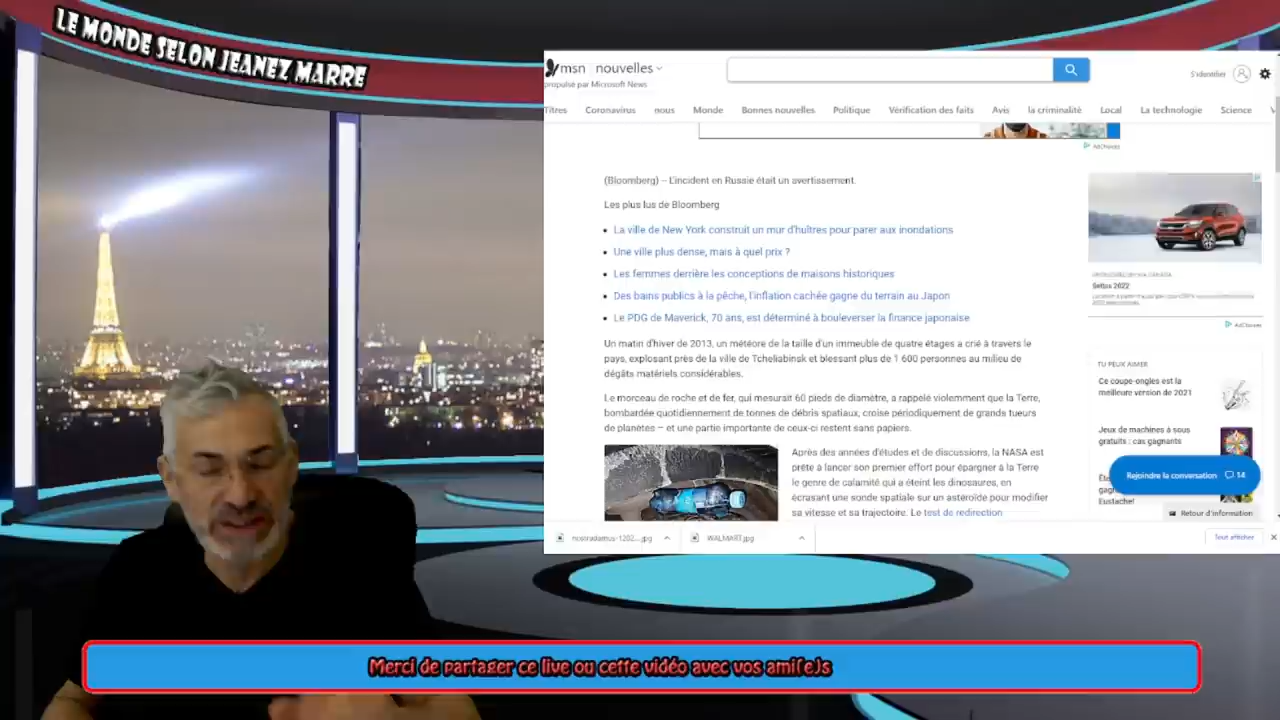 LE MONDE SELON JEANEZ MARRE
msn nouvelles
propulsé par Microsoft News
S'identifier
Titres Coronavirus nous Monde Bonnes nouvelles Politique Vérification des faits Avis la criminalité Local La technologie Science
AdChoices
(Bloomberg) – L'incident en Russie était un avertissement.
Les plus lus de Bloomberg
La ville de New York construit un mur d'huîtres pour parer aux inondations
Une ville plus dense, mais à quel prix ?
Les femmes derrière les conceptions de maisons historiques
Des bains publics à la pêche, l'inflation cachée gagne du terrain au Japon
Le PDG de Maverick, 70 ans, est déterminé à bouleverser la finance japonaise
Un matin d'hiver de 2013, un météore de la taille d'un immeuble de quatre étages a crié à travers le
pays, explosant près de la ville de Tcheliabinsk et blessant plus de 1 600 personnes au milieu de
dégâts matériels considérables.
Le morceau de roche et de fer, qui mesurait 60 pieds de diamètre, a rappelé violemment que la Terre,
bombardée quotidiennement de tonnes de débris spatiaux, croise périodiquement de grands tueurs
de planètes – et une partie importante de ceux-ci restent sans papiers.
Après des années d'études et de discussions, la NASA est
prête à lancer son premier effort pour épargner à la Terre
le genre de calamité qui a éteint les dinosaures, en
écrasant une sonde spatiale sur un astéroïde pour modifier
sa vitesse et sa trajectoire. Le test de redirection
Seltos 2022
AdChoices
TU PEUX AIMER
Ce coupe-ongles est la
meilleure version de 2021
Jeux de machines à sous
gratuits : cas gagnants
Rejoindre la conversation 14
Eustache!
Retour d'information
nostradamus-1202....jpg
WALMART.jpg
Tout afficher
Merci de partager ce live ou cette vidéo avec vos ami(e)s